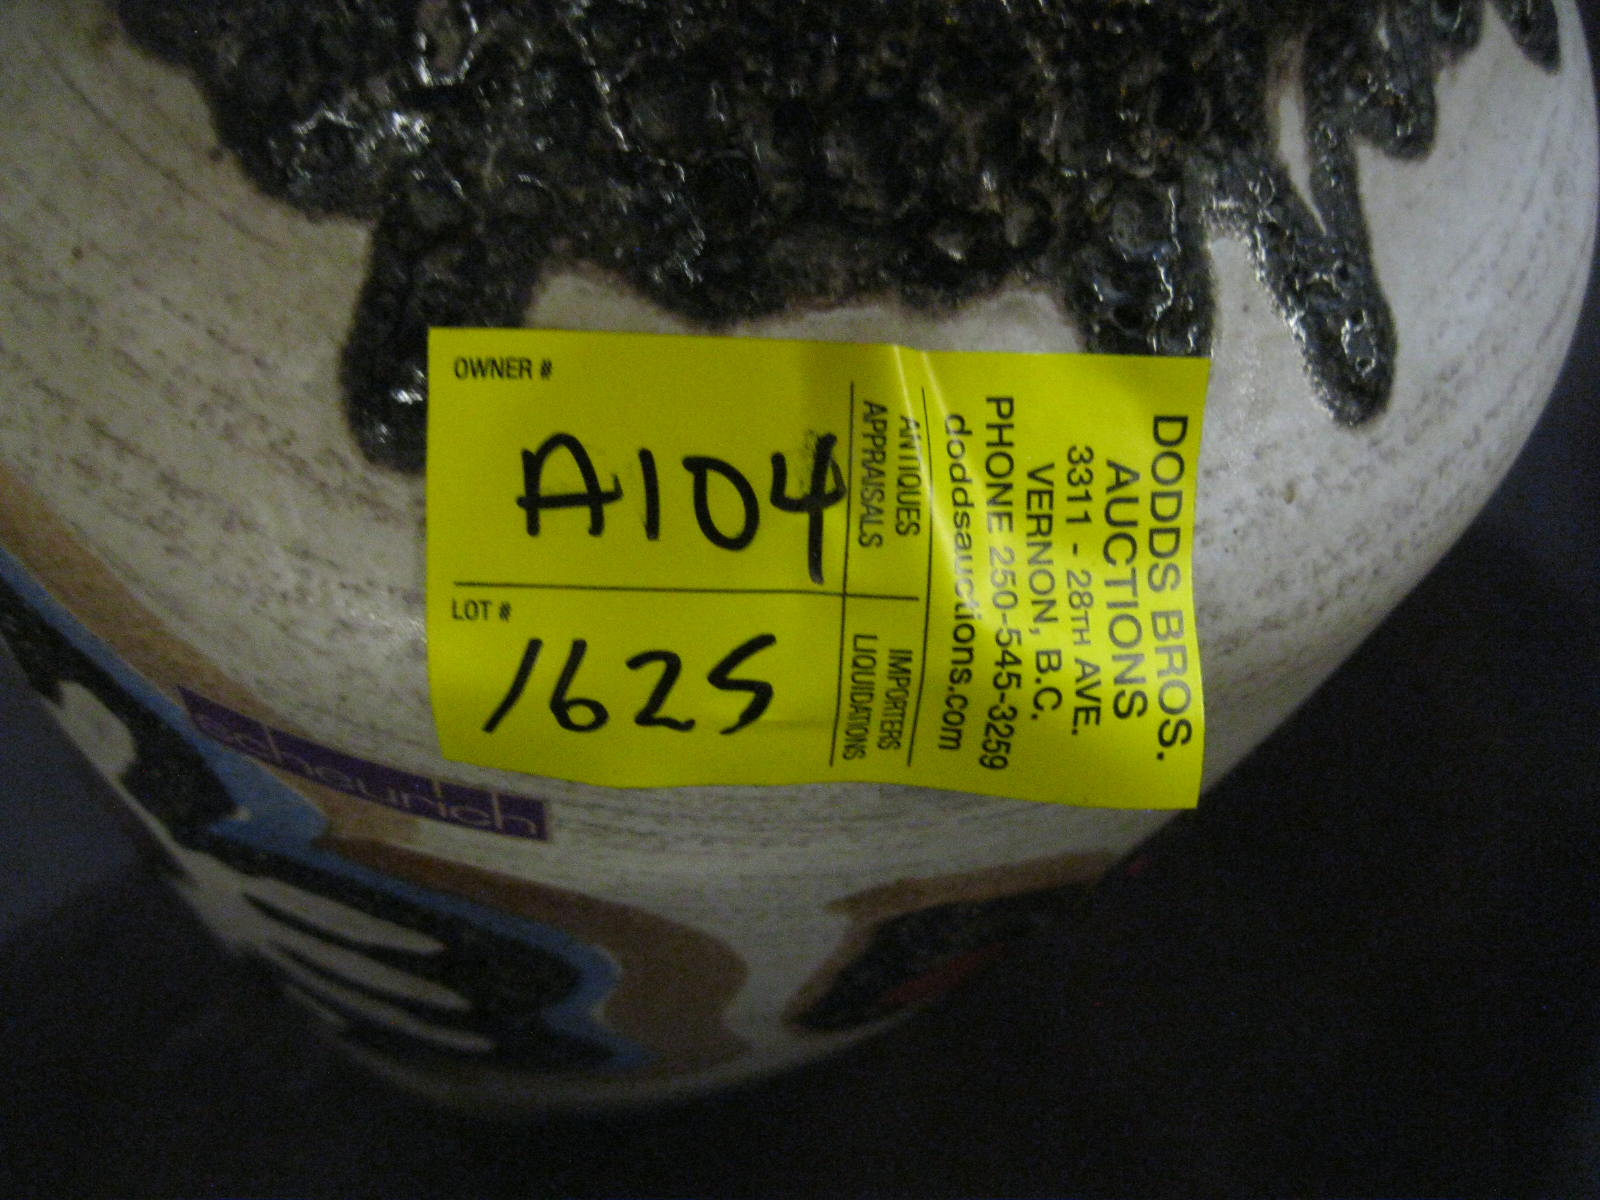 OWNER #
A104
LOT #
1625
ANTIQUES
APPRAISALS
IMPORTERS
LIQUIDATIONS
DODDS BROS.
AUCTIONS
3311 - 28TH AVE.
VERNON, B.C.
PHONE 250-545-3259
doddsauctions.com
scheurich